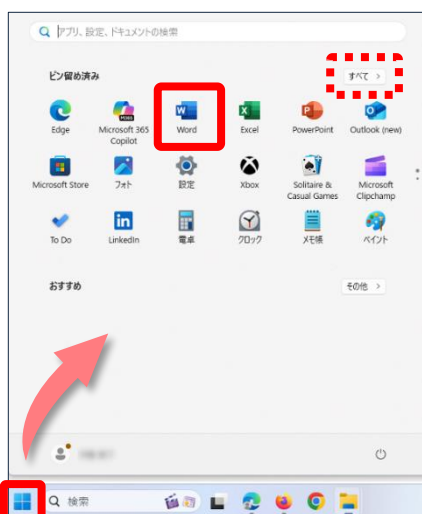 アプリ、設定、ドキュメントの検索
ピン留め済み
すべて >
Edge
Microsoft 365 Copilot
Word
Excel
PowerPoint
Outlook (new)
Microsoft Store
フォト
設定
Xbox
Solitaire & Casual Games
Microsoft Clipchamp
To Do
LinkedIn
電卓
クロック
メモ帳
ペイント
おすすめ
その他 >
検索